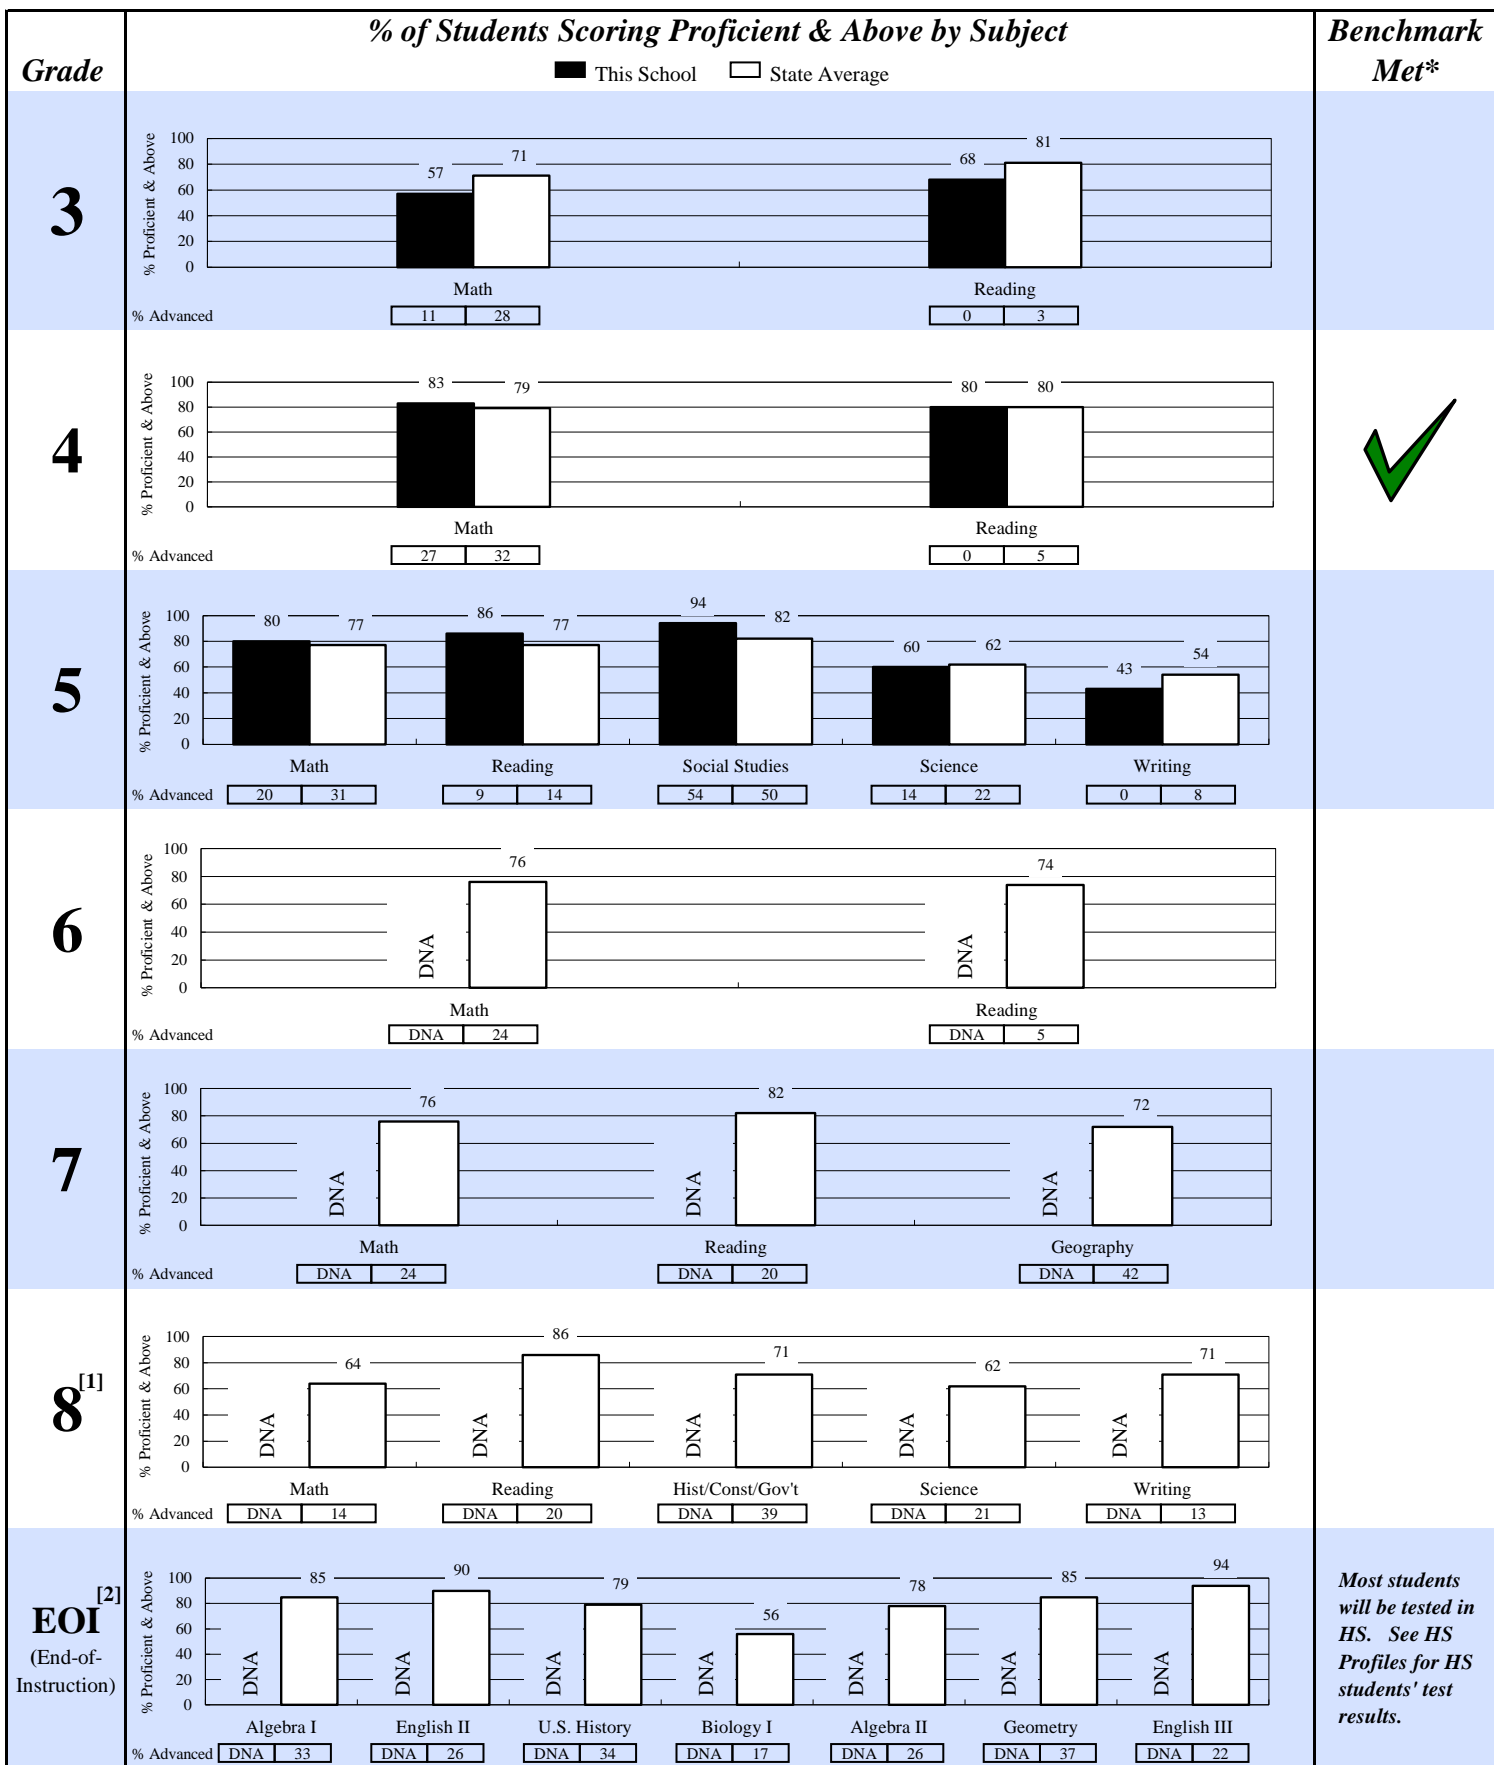 % of Students Scoring Proficient & Above by Subject
Benchmark
Met*
Grade
This School State Average
3
% Proficient & Above
100
80
60
40
20
0
57 71 68 81
Math Reading
% Advanced 11 28 0 3
4
% Proficient & Above
100
80
60
40
20
0
83 79 80 80
Math Reading
% Advanced 27 32 0 5
5
% Proficient & Above
100
80
60
40
20
0
80 77 86 77 94 82 60 62 43 54
Math Reading Social Studies Science Writing
% Advanced 20 31 9 14 54 50 14 22 0 8
6
% Proficient & Above
100
80
60
40
20
0
DNA 76 DNA 74
Math Reading
% Advanced DNA 24 DNA 5
7
% Proficient & Above
100
80
60
40
20
0
DNA 76 DNA 82 DNA 72
Math Reading Geography
% Advanced DNA 24 DNA 20 DNA 42
8[1]
% Proficient & Above
100
80
60
40
20
0
DNA 64 DNA 86 DNA 71 DNA 62 DNA 71
Math Reading Hist/Const/Gov't Science Writing
% Advanced DNA 14 DNA 20 DNA 39 DNA 21 DNA 13
EOI[2]
(End-of-
Instruction)
% Proficient & Above
100
80
60
40
20
0
DNA 85 DNA 90 DNA 79 DNA 56 DNA 78 DNA 85 DNA 94
Algebra I English II U.S. History Biology I Algebra II Geometry English III
% Advanced DNA 33 DNA 26 DNA 34 DNA 17 DNA 26 DNA 37 DNA 22
Most students
will be tested in
HS. See HS
Profiles for HS
students' test
results.